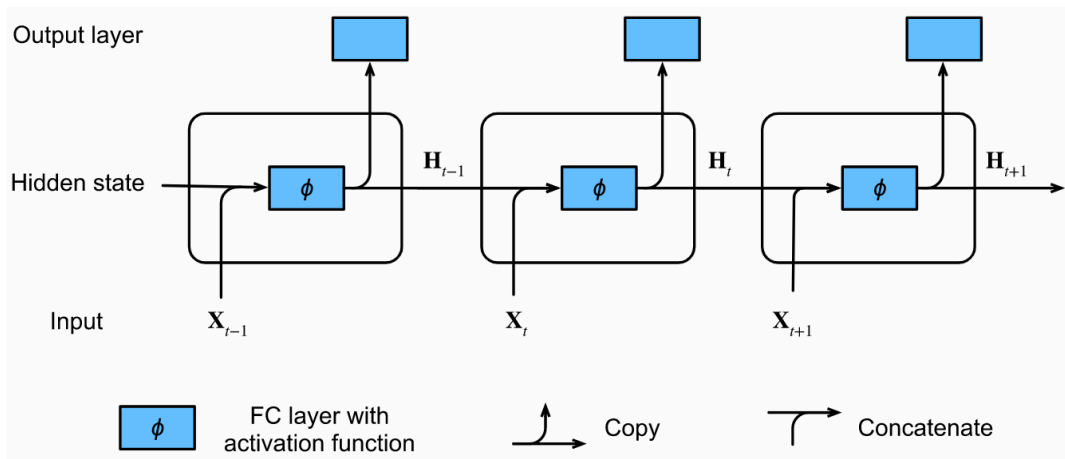 Output layer
Hidden state
ϕ
H_{t−1}
ϕ
H_t
ϕ
H_{t+1}
Input
X_{t−1}
X_t
X_{t+1}
ϕ
FC layer with
activation function
Copy
Concatenate